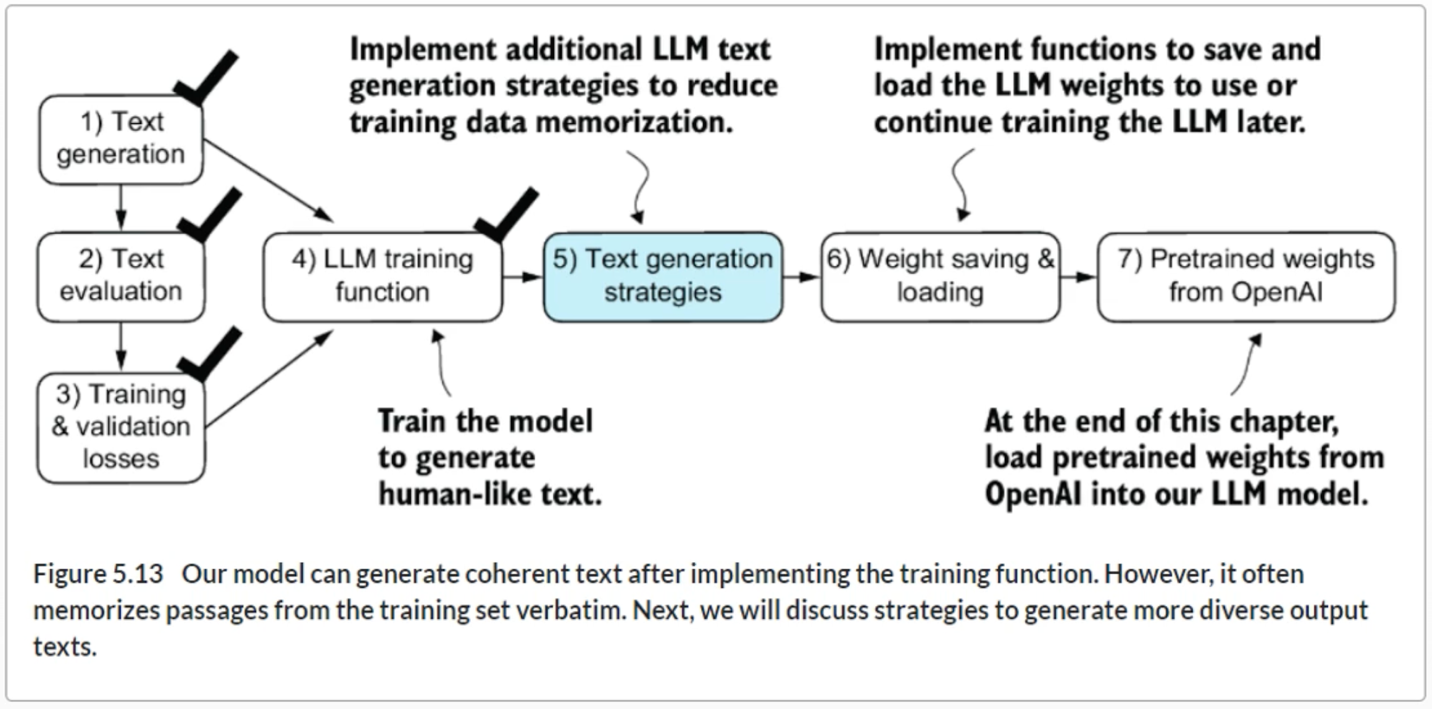 Implement additional LLM text
generation strategies to reduce
training data memorization.
Implement functions to save and
load the LLM weights to use or
continue training the LLM later.
1) Text
generation
2) Text
evaluation
3) Training
& validation
losses
4) LLM training
function
5) Text generation
strategies
6) Weight saving &
loading
7) Pretrained weights
from OpenAI
Train the model
to generate
human-like text.
At the end of this chapter,
load pretrained weights from
OpenAI into our LLM model.
Figure 5.13 Our model can generate coherent text after implementing the training function. However, it often
memorizes passages from the training set verbatim. Next, we will discuss strategies to generate more diverse output
texts.